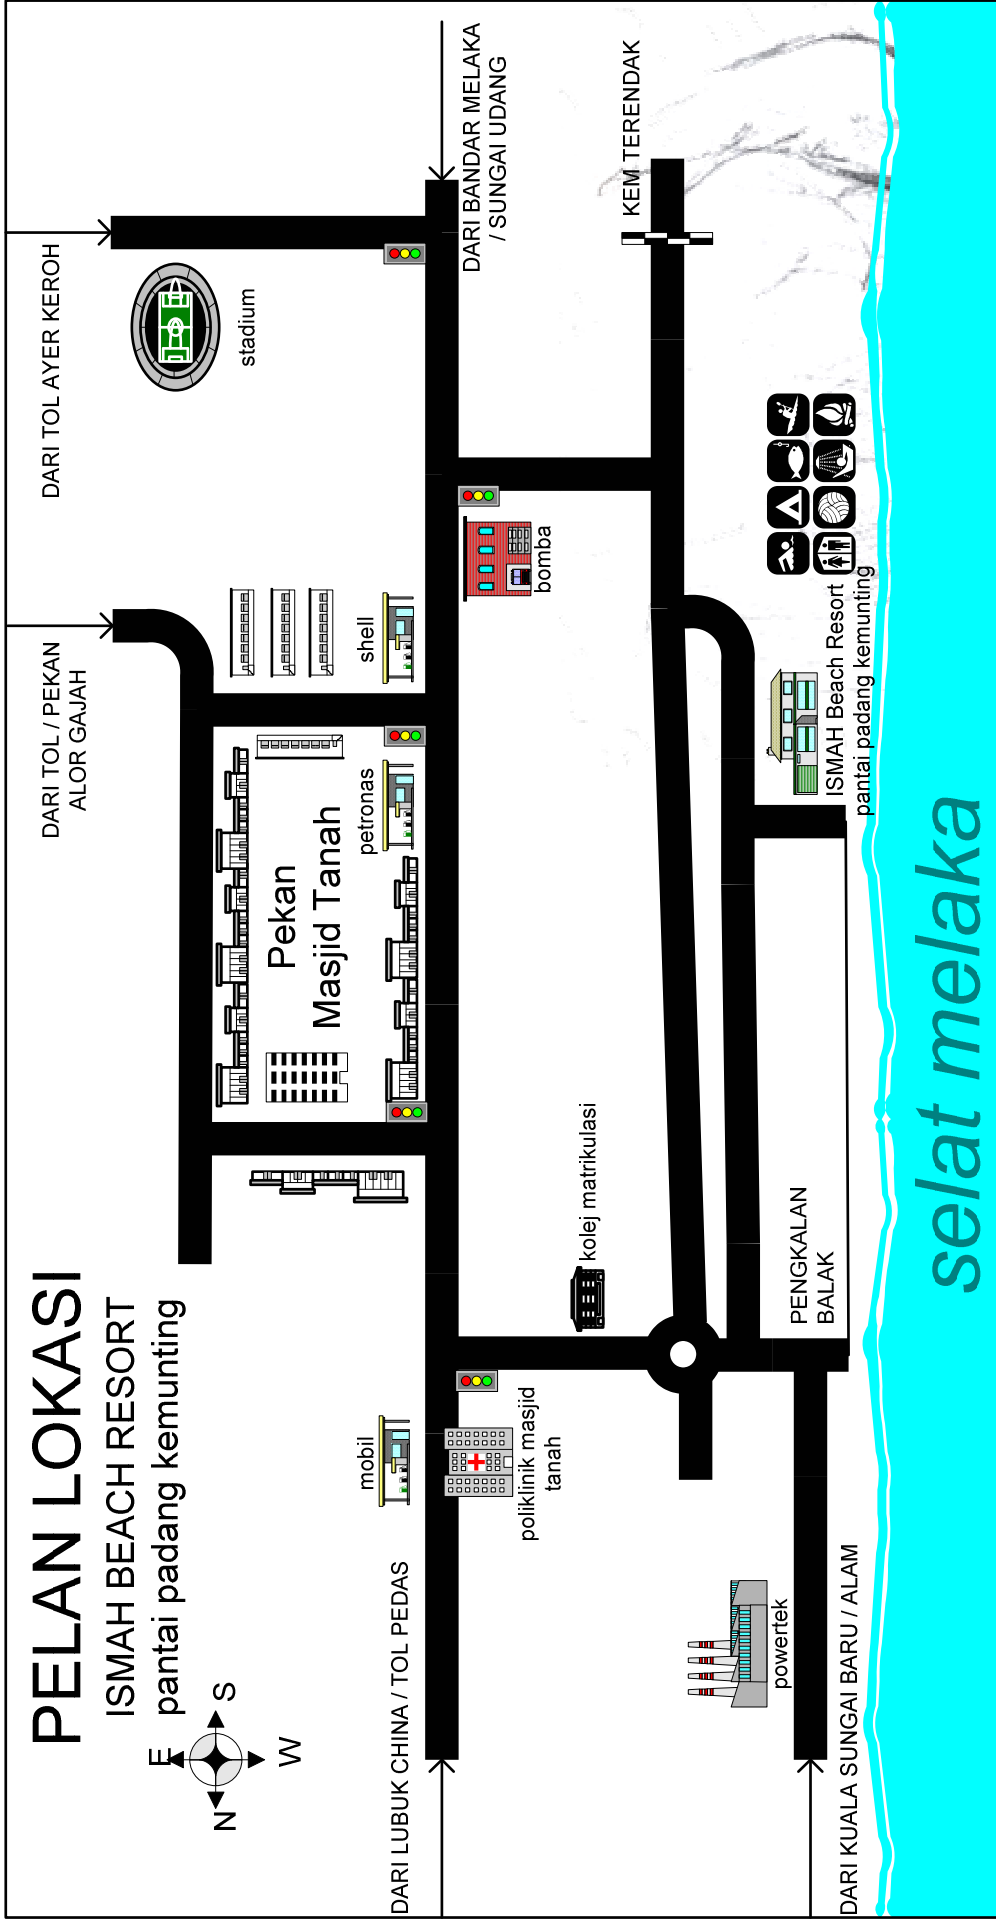 PELAN LOKASI
ISMAH BEACH RESORT
pantai padang kemunting
N
E
S
W
DARI TOL / PEKAN
ALOR GAJAH
DARI TOL AYER KEROH
stadium
shell
petronas
Pekan
Masjid Tanah
mobil
DARI LUBUK CHINA / TOL PEDAS
DARI BANDAR MELAKA
/ SUNGAI UDANG
bomba
poliklinik masjid
tanah
kolej matrikulasi
KEM TERENDAK
powertek
PENGKALAN
BALAK
ISMAH Beach Resort
pantai padang kemunting
DARI KUALA SUNGAI BARU / ALAM
selat melaka